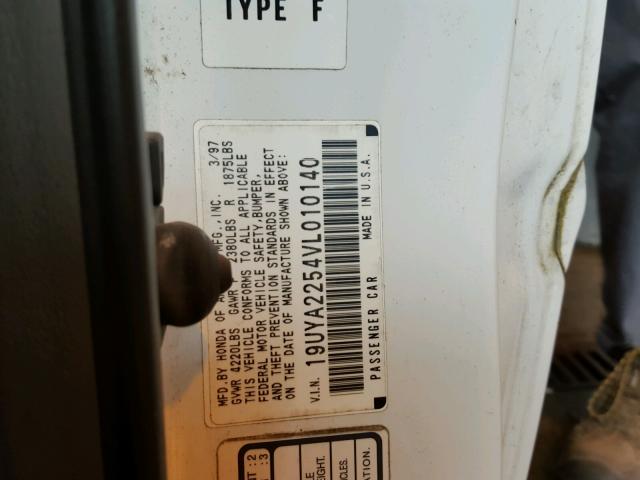 TYPE F
MFD.BY HONDA OF MFG.,INC. 3/97
GVWR 4220LBS GAWR 2380LBS R 1875LBS
THIS VEHICLE CONFORMS TO ALL APPLICABLE
FEDERAL MOTOR VEHICLE SAFETY,BUMPER,
AND THEFT PREVENTION STANDARDS IN EFFECT
ON THE DATE OF MANUFACTURE SHOWN ABOVE:
V.I.N. 19UYA2254VL010140
PASSENGER CAR MADE IN U.S.A.
:2
:3